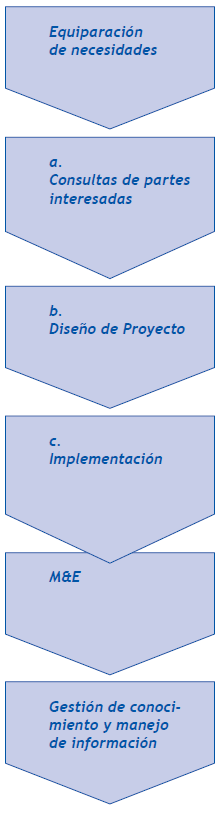 Equiparación
de necesidades
a.
Consultas de partes
interesadas
b.
Diseño de Proyecto
c.
Implementación
M&E
Gestión de conoci-
miento y manejo
de información